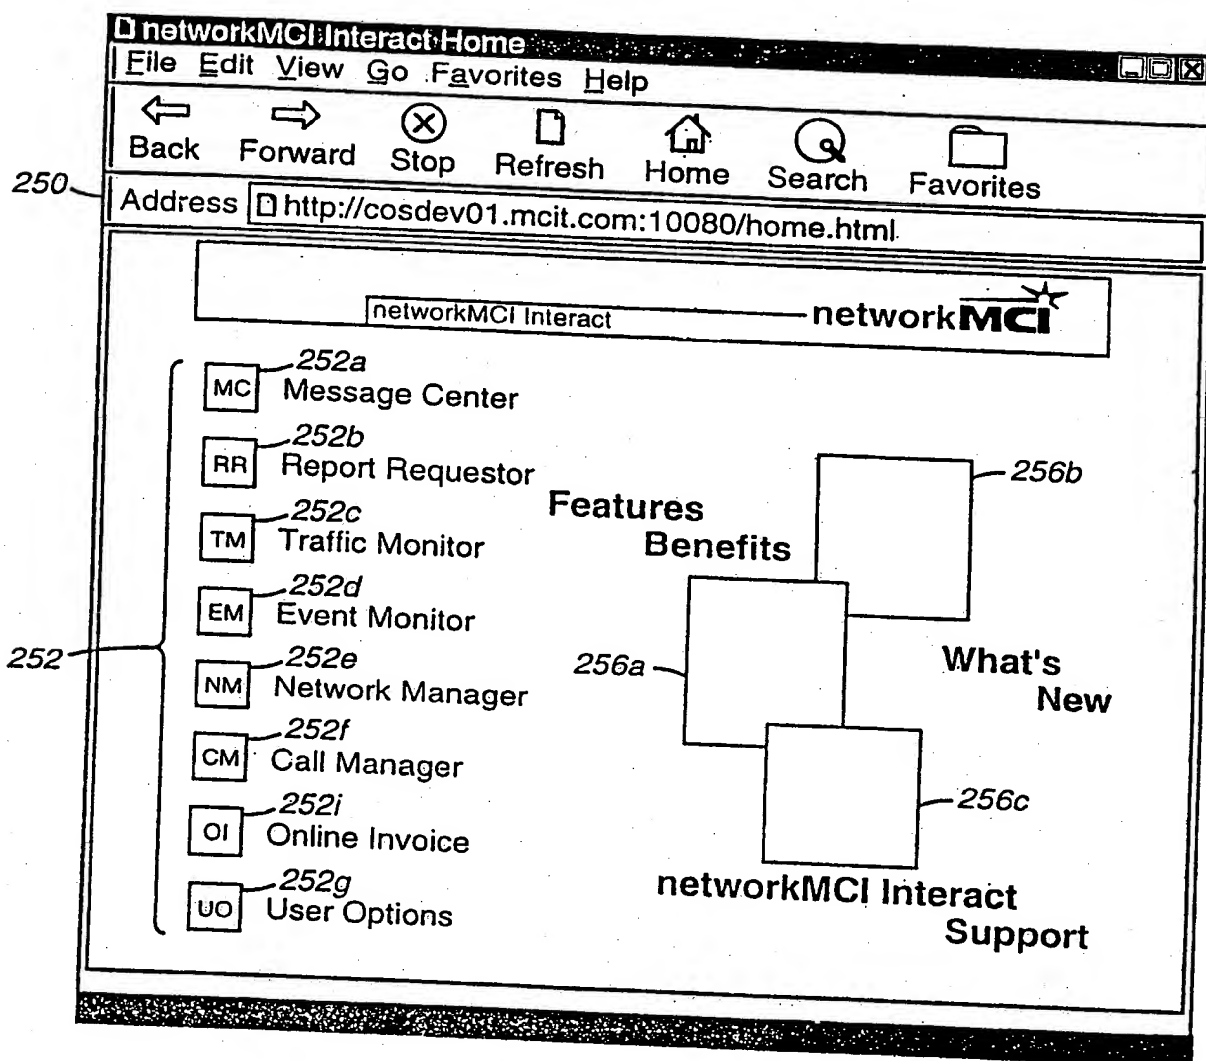 networkMCI Interact Home
File Edit View Go Favorites Help
Back Forward Stop Refresh Home Search Favorites
250
Address http://cosdev01.mcit.com:10080/home.html
networkMCI Interact
networkMCI
252
MC 252a Message Center
RR 252b Report Requestor
TM 252c Traffic Monitor
EM 252d Event Monitor
NM 252e Network Manager
CM 252f Call Manager
OI 252i Online Invoice
UO 252g User Options
Features
Benefits
256b
256a
What's
New
256c
networkMCI Interact
Support